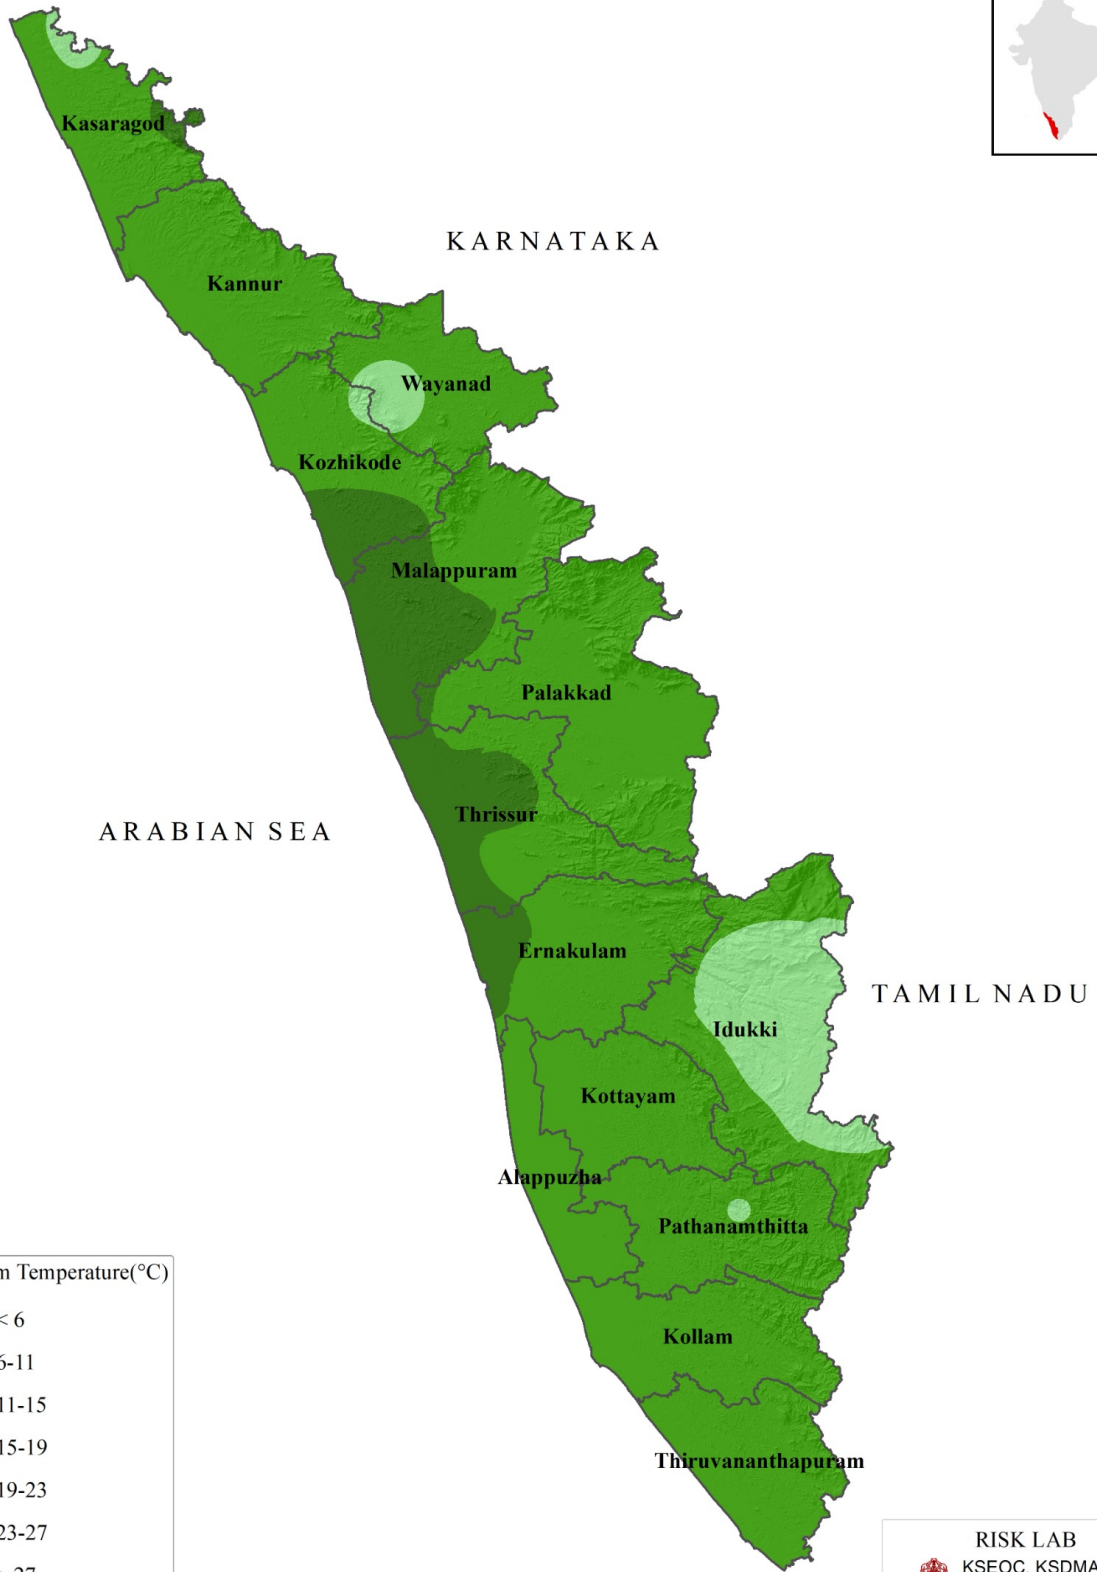 Kasaragod
KARNATAKA
Kannur
Wayanad
Kozhikode
Malappuram
Palakkad
Thrissur
ARABIAN SEA
Ernakulam
TAMIL NADU
Idukki
Kottayam
Alappuzha
Pathanamthitta
Kollam
Thiruvananthapuram
Temperature(°C)
< 6
6-11
11-15
15-19
19-23
23-27
RISK LAB
KSEOC, KSDMA